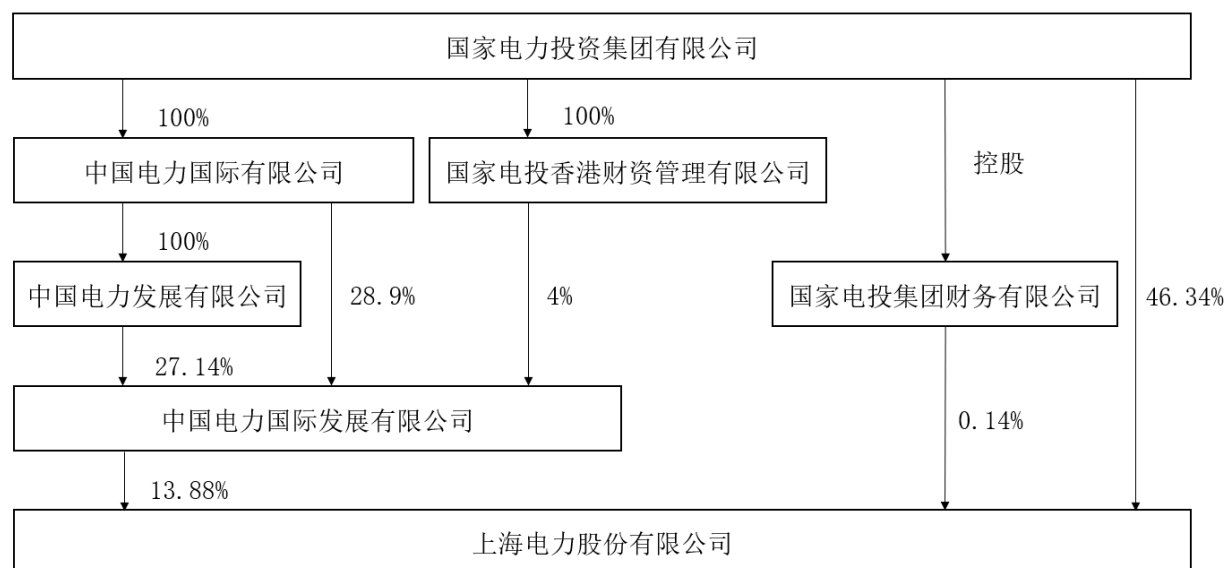 国家电力投资集团有限公司
100%
100%
中国电力国际有限公司
国家电投香港财资管理有限公司
控股
100%
中国电力发展有限公司
28.9%
4%
国家电投集团财务有限公司
46.34%
27.14%
中国电力国际发展有限公司
0.14%
13.88%
上海电力股份有限公司